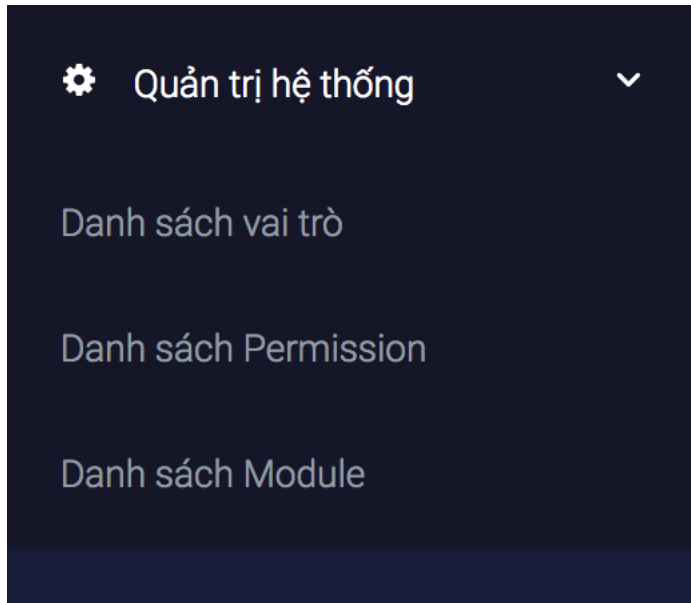 Quản trị hệ thống
Danh sách vai trò
Danh sách Permission
Danh sách Module